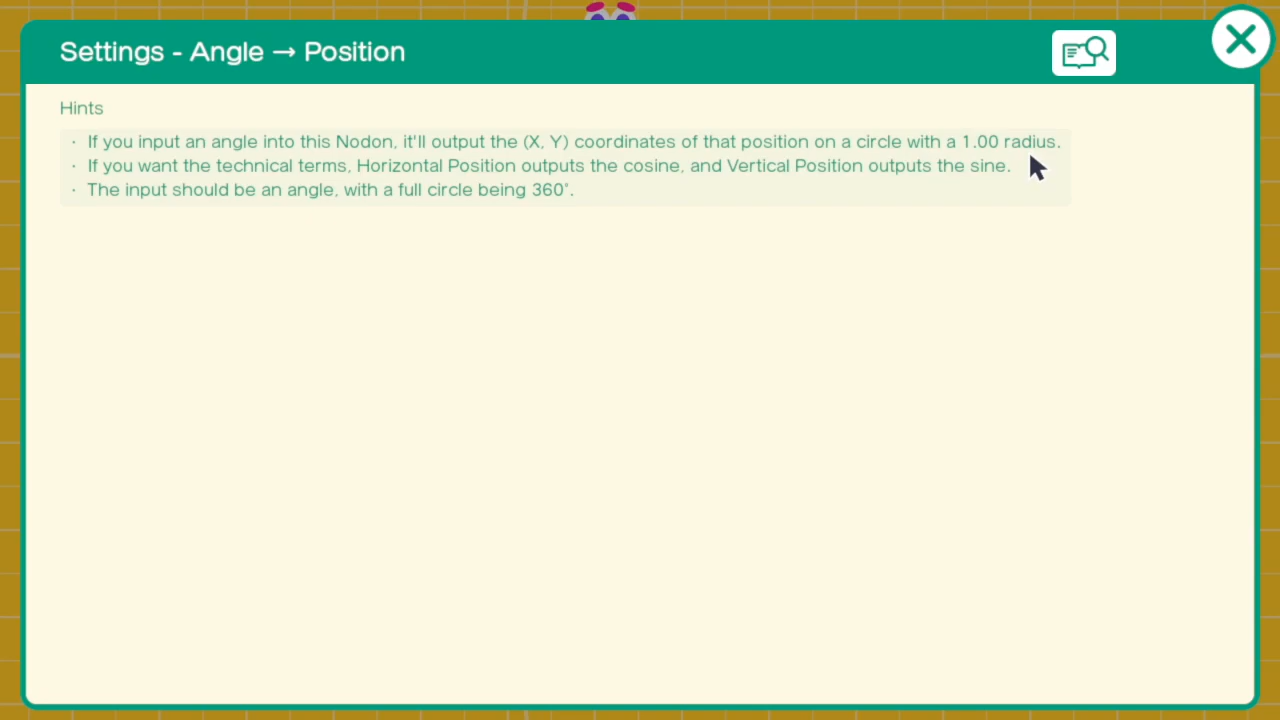 Settings - Angle → Position
Hints
· If you input an angle into this Nodon, it'll output the (X, Y) coordinates of that position on a circle with a 1.00 radius.
· If you want the technical terms, Horizontal Position outputs the cosine, and Vertical Position outputs the sine.
· The input should be an angle, with a full circle being 360°.